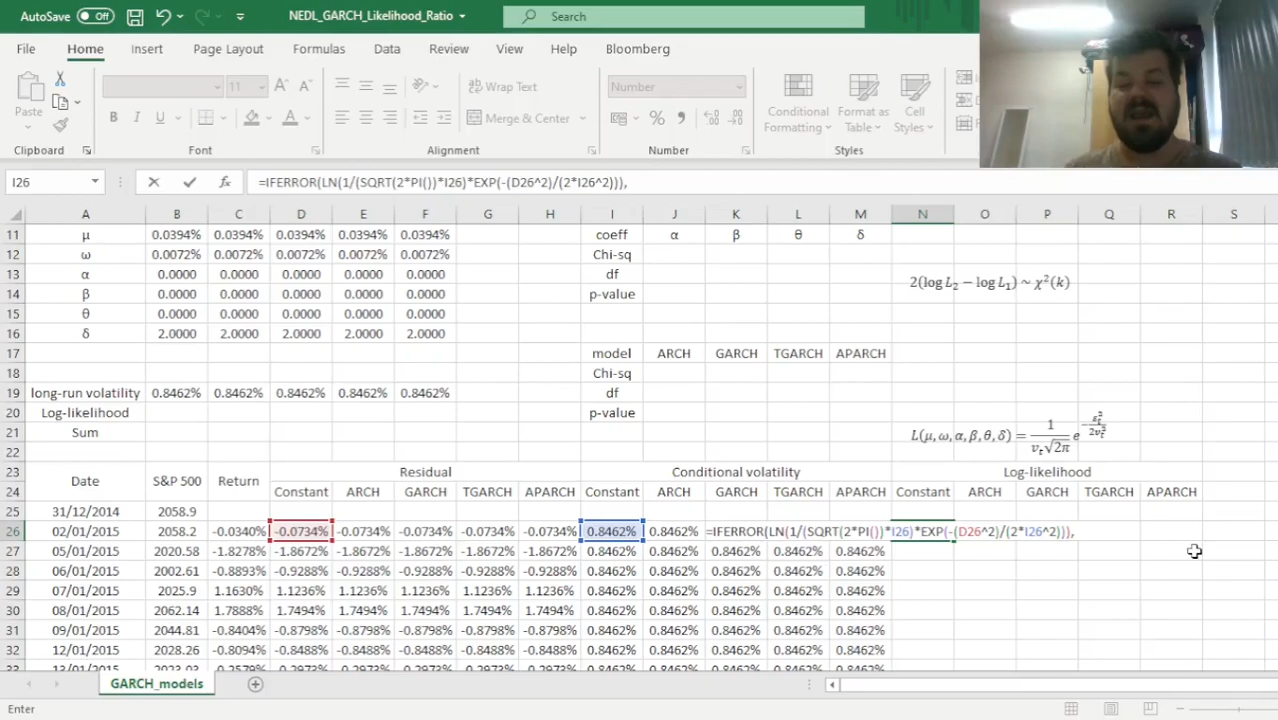 AutoSave Off NEDL_GARCH_Likelihood_Ratio Search
File Home Insert Page Layout Formulas Data Review View Help Bloomberg
11 Wrap Text Number
Paste B I U A Merge & Center Conditional Formatting Format as Table Cell Styles
Clipboard Font Alignment Number Styles
I26 =IFERROR(LN(1/(SQRT(2*PI())*I26)*EXP(-(D26^2)/(2*I26^2))),
A B C D E F G H I J K L M N O P Q R S
11 μ 0.0394% 0.0394% 0.0394% 0.0394% 0.0394% coeff α β θ δ
12 ω 0.0072% 0.0072% 0.0072% 0.0072% 0.0072% Chi-sq
13 α 0.0000 0.0000 0.0000 0.0000 0.0000 df
14 β 0.0000 0.0000 0.0000 0.0000 0.0000 p-value
2(log L₂ − log L₁) ~ χ²(k)
15 θ 0.0000 0.0000 0.0000 0.0000 0.0000
16 δ 2.0000 2.0000 2.0000 2.0000 2.0000
17 model ARCH GARCH TGARCH APARCH
18 Chi-sq
19 long-run volatility 0.8462% 0.8462% 0.8462% 0.8462% 0.8462% df
20 Log-likelihood p-value
21 Sum
L(μ, ω, α, β, θ, δ) = 1/(vₜ√2π) e^(−εₜ²/2vₜ²)
22
23 Date S&P 500 Return Residual Conditional volatility Log-likelihood
24 Constant ARCH GARCH TGARCH APARCH Constant ARCH GARCH TGARCH APARCH Constant ARCH GARCH TGARCH APARCH
25 31/12/2014 2058.9
26 02/01/2015 2058.2 -0.0340% -0.0734% -0.0734% -0.0734% -0.0734% -0.0734% 0.8462% 0.8462% =IFERROR(LN(1/(SQRT(2*PI())*I26)*EXP(-(D26^2)/(2*I26^2))),
27 05/01/2015 2020.58 -1.8278% -1.8672% -1.8672% -1.8672% -1.8672% -1.8672% 0.8462% 0.8462% 0.8462% 0.8462% 0.8462%
28 06/01/2015 2002.61 -0.8893% -0.9288% -0.9288% -0.9288% -0.9288% -0.9288% 0.8462% 0.8462% 0.8462% 0.8462% 0.8462%
29 07/01/2015 2025.9 1.1630% 1.1236% 1.1236% 1.1236% 1.1236% 1.1236% 0.8462% 0.8462% 0.8462% 0.8462% 0.8462%
30 08/01/2015 2062.14 1.7888% 1.7494% 1.7494% 1.7494% 1.7494% 1.7494% 0.8462% 0.8462% 0.8462% 0.8462% 0.8462%
31 09/01/2015 2044.81 -0.8404% -0.8798% -0.8798% -0.8798% -0.8798% -0.8798% 0.8462% 0.8462% 0.8462% 0.8462% 0.8462%
32 12/01/2015 2028.26 -0.8094% -0.8488% -0.8488% -0.8488% -0.8488% -0.8488% 0.8462% 0.8462% 0.8462% 0.8462% 0.8462%
GARCH_models
Enter